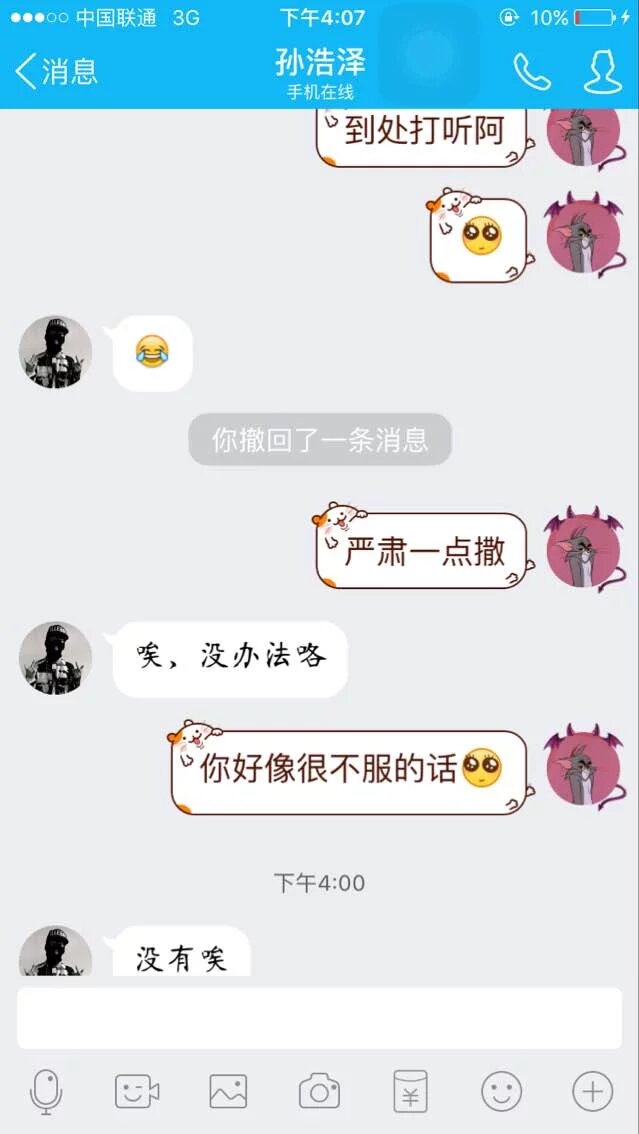 中国联通 3G 下午4:07 10%
消息 孙浩泽
手机在线
到处打听阿
你撤回了一条消息
严肃一点撒
唉，没办法咯
你好像很不服的话
下午4:00
没有唉